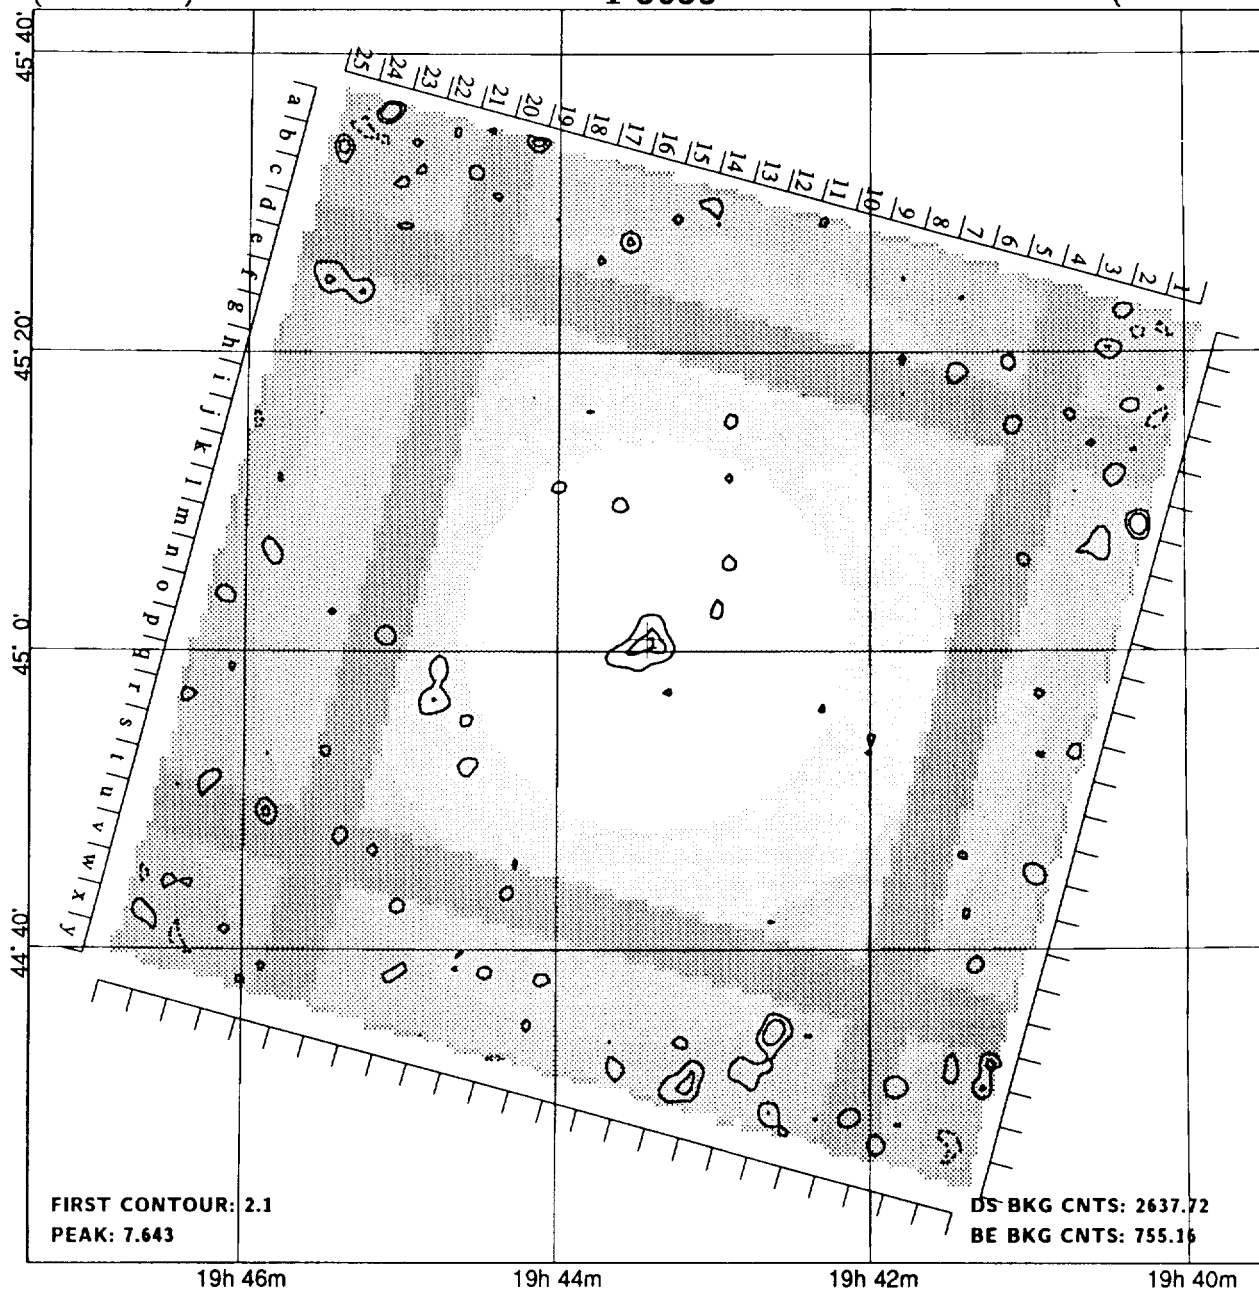 45° 40'
25 24 23 22 21 20 19 18 17 16 15 14 13 12 11 10 9 8 7 6 5 4 3 2 1
a b c d e f g h i j k l m n o p q r s t u v w x y
45° 20'
45° 0'
44° 40'
FIRST CONTOUR: 2.1
PEAK: 7.643
DS BKG CNTS: 2637.72
BE BKG CNTS: 755.16
19h 46m 19h 44m 19h 42m 19h 40m